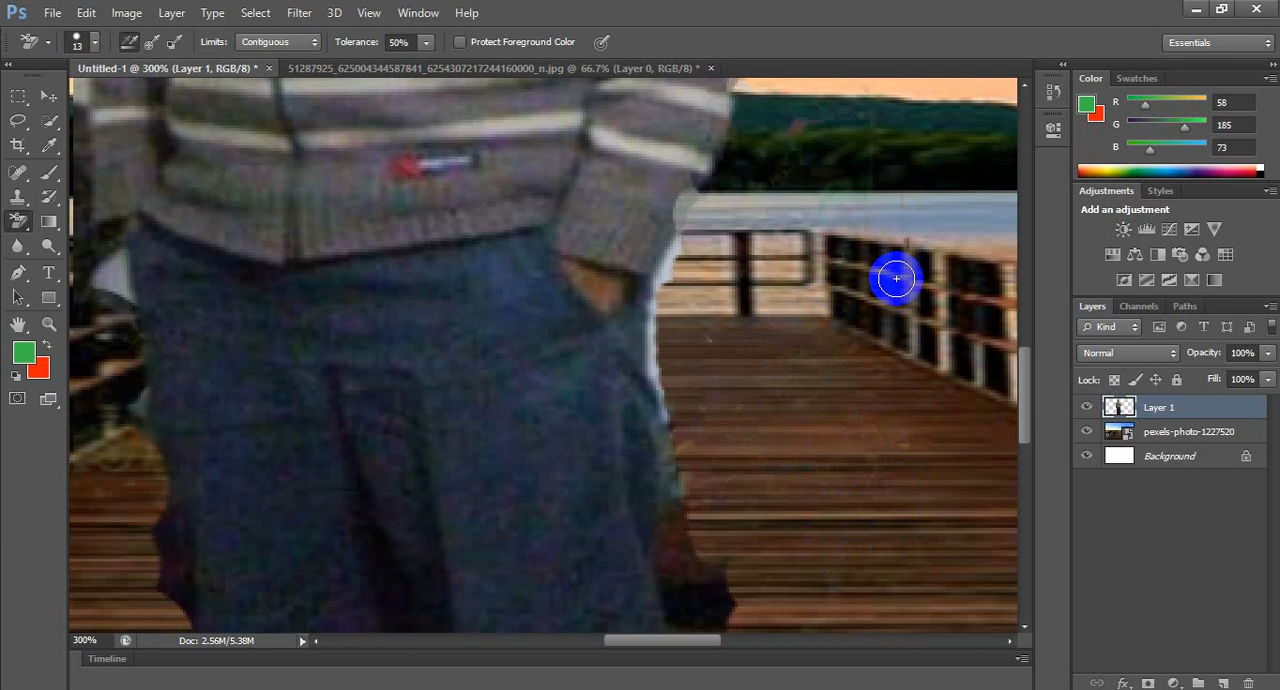 Ps File Edit Image Layer Type Select Filter 3D View Window Help
13 Limits: Contiguous Tolerance: 50% Protect Foreground Color Essentials
Untitled-1 @ 300% (Layer 1, RGB/8) * × 51287925_625004344587841_6254307217244160000_n.jpg @ 66.7% (Layer 0, RGB/8) * ×
Color Swatches
R 58
G 185
B 73
Adjustments Styles
Add an adjustment
Layers Channels Paths
Kind
Normal Opacity: 100%
Lock: Fill: 100%
Layer 1
pexels-photo-1227520
Background
300% Doc: 2.56M/5.38M
Timeline
fx